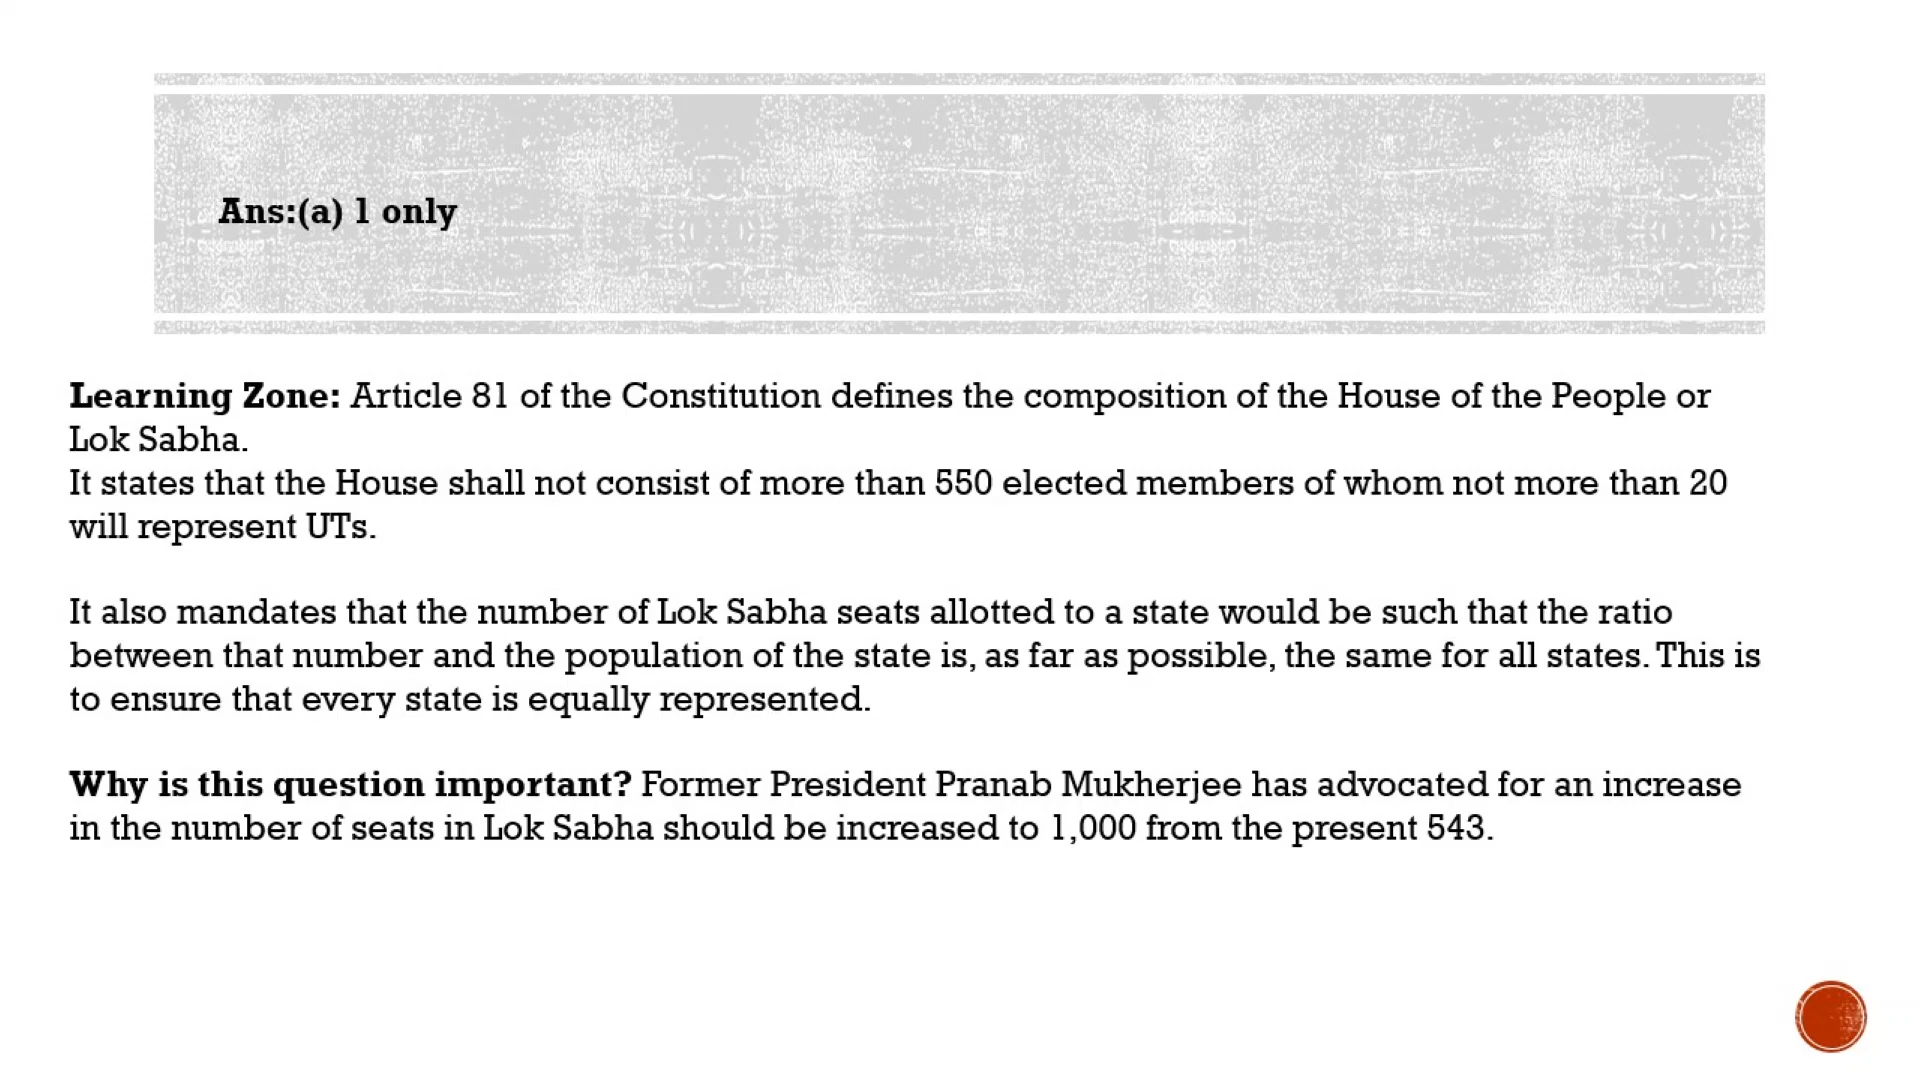 Ans:(a) 1 only
Learning Zone: Article 81 of the Constitution defines the composition of the House of the People or
Lok Sabha.
It states that the House shall not consist of more than 550 elected members of whom not more than 20
will represent UTs.
It also mandates that the number of Lok Sabha seats allotted to a state would be such that the ratio
between that number and the population of the state is, as far as possible, the same for all states. This is
to ensure that every state is equally represented.
Why is this question important? Former President Pranab Mukherjee has advocated for an increase
in the number of seats in Lok Sabha should be increased to 1,000 from the present 543.